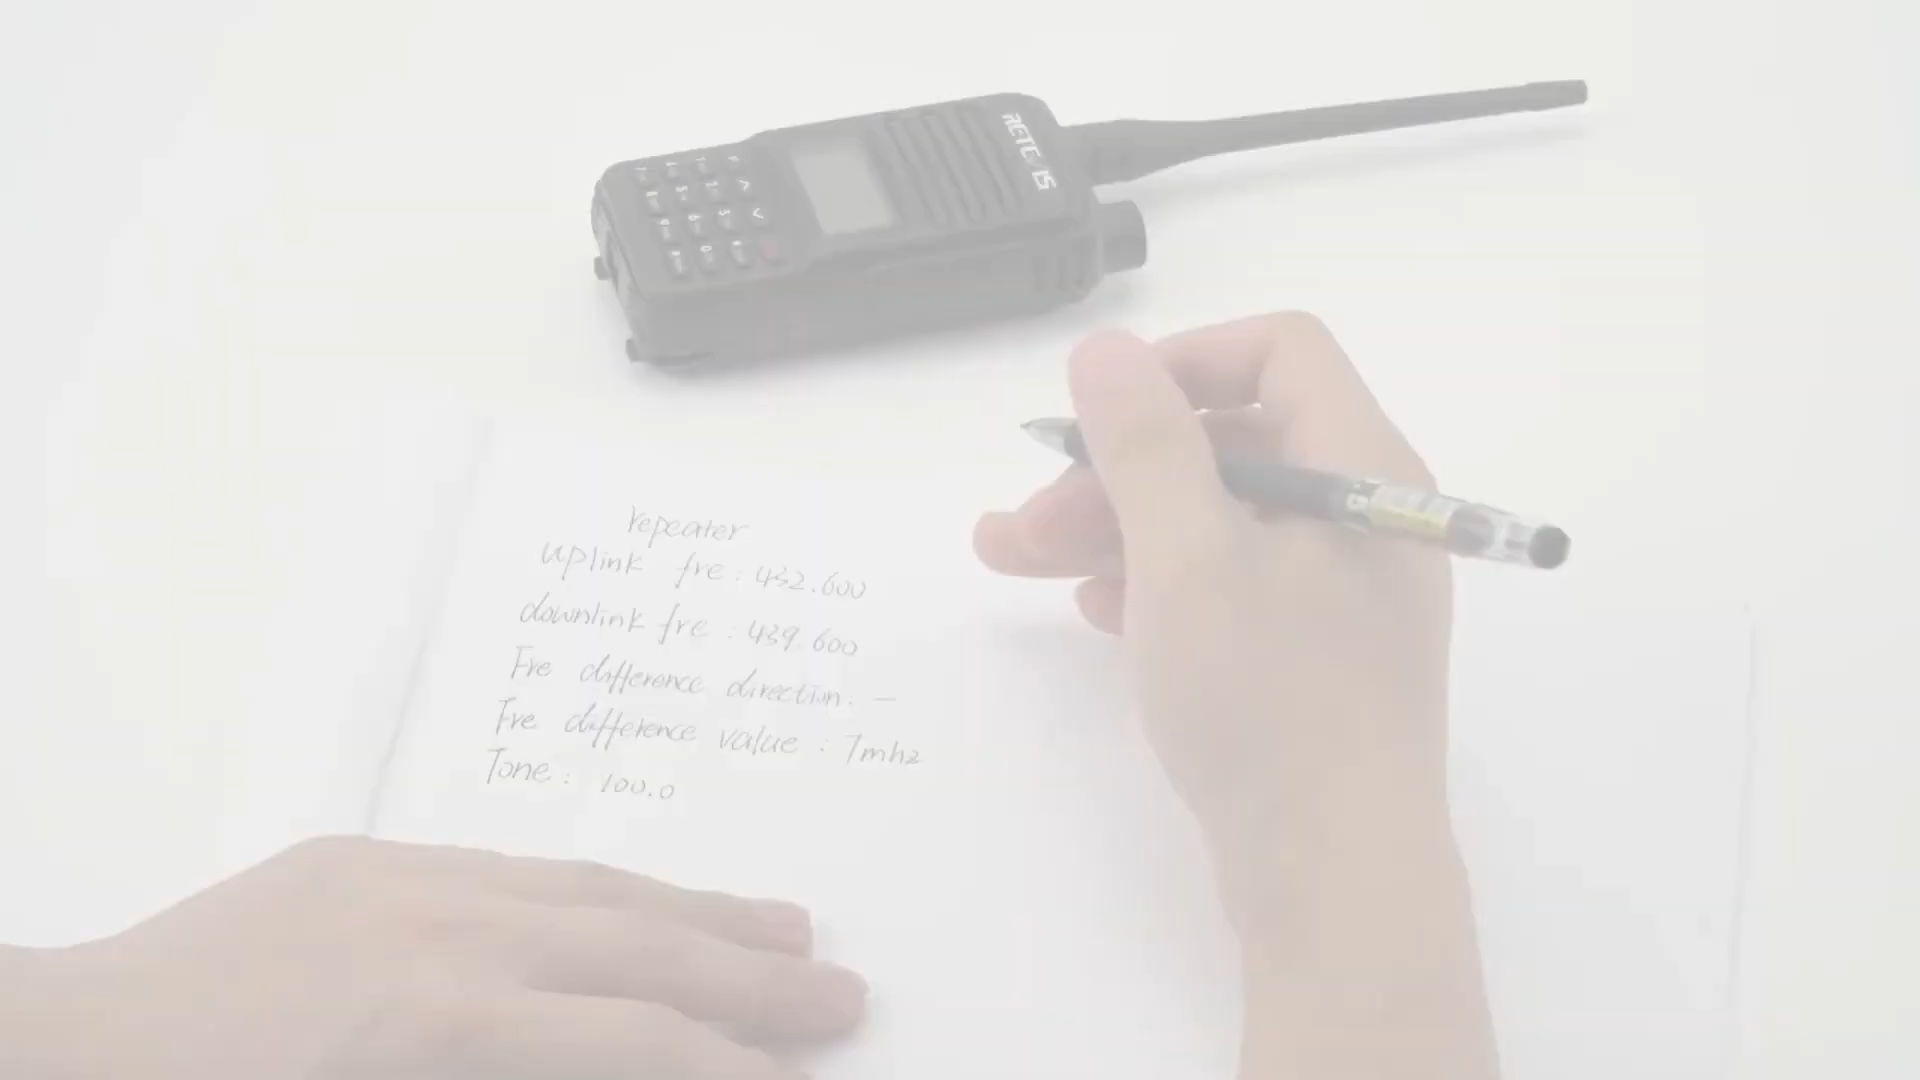 RETEVIS
repeater
uplink fre : 432.600
downlink fre : 439.600
Fre difference direction : —
Fre difference value : 7mhz
Tone : 100.0